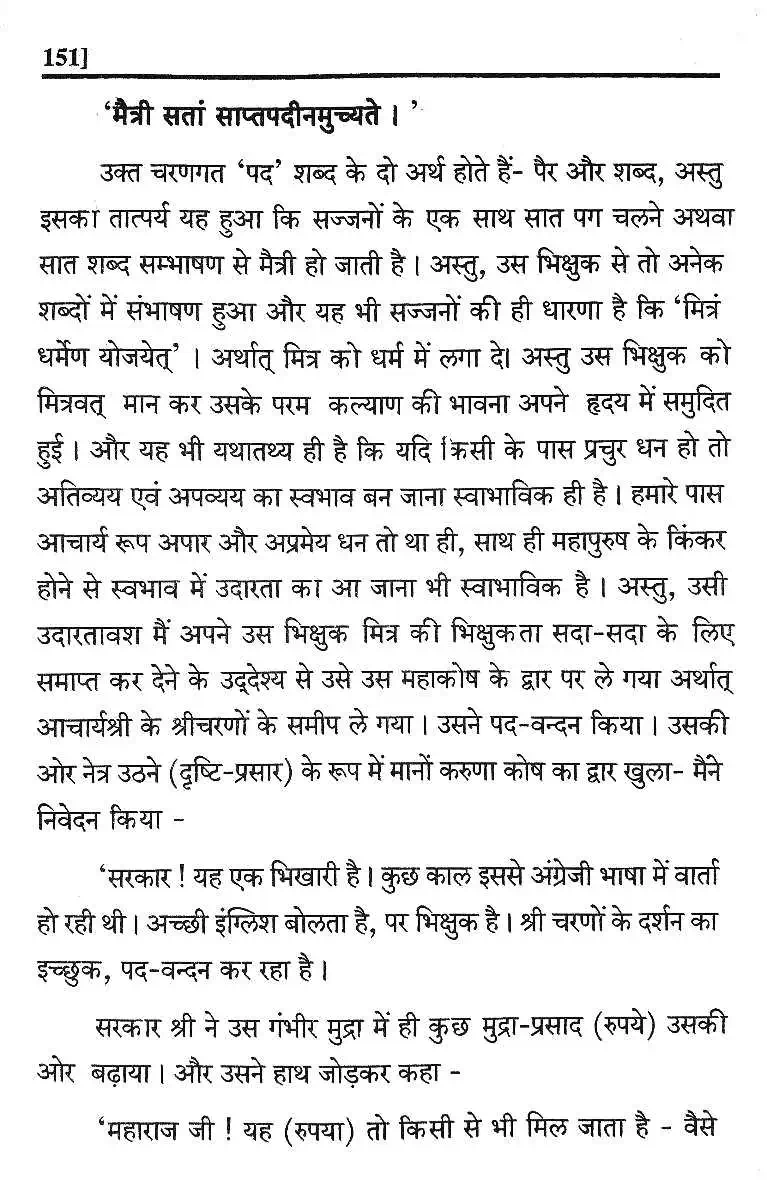 151]
‘मैत्री सतां साप्तपदीनमुच्यते। ’
उक्त चरणगत ‘पद’ शब्द के दो अर्थ होते हैं- पैर और शब्द, अस्तु
इसका तात्पर्य यह हुआ कि सज्जनों के एक साथ सात पग चलने अथवा
सात शब्द सम्भाषण से मैत्री हो जाती है। अस्तु, उस भिक्षुक से तो अनेक
शब्दों में संभाषण हुआ और यह भी सज्जनों की ही धारणा है कि ‘मित्रं
धर्मेण योजयेत्’ । अर्थात् मित्र को धर्म में लगा दे। अस्तु उस भिक्षुक को
मित्रवत् मान कर उसके परम कल्याण की भावना अपने हृदय में समुदित
हुई। और यह भी यथातथ्य ही है कि यदि किसी के पास प्रचुर धन हो तो
अतिव्यय एवं अपव्यय का स्वभाव बन जाना स्वाभाविक ही है। हमारे पास
आचार्य रूप अपार और अप्रमेय धन तो था ही, साथ ही महापुरुष के किंकर
होने से स्वभाव में उदारता का आ जाना भी स्वाभाविक है। अस्तु, उसी
उदारतावश मैं अपने उस भिक्षुक मित्र की भिक्षुकता सदा-सदा के लिए
समाप्त कर देने के उद्देश्य से उसे उस महाकोष के द्वार पर ले गया अर्थात्
आचार्यश्री के श्रीचरणों के समीप ले गया। उसने पद-वन्दन किया। उसकी
ओर नेत्र उठने (दृष्टि-प्रसार) के रूप में मानों करुणा कोष का द्वार खुला- मैंने
निवेदन किया -
‘सरकार ! यह एक भिखारी है। कुछ काल इससे अंग्रेजी भाषा में वार्ता
हो रही थी। अच्छी इंग्लिश बोलता है, पर भिक्षुक है। श्री चरणों के दर्शन का
इच्छुक, पद-वन्दन कर रहा है।
सरकार श्री ने उस गंभीर मुद्रा में ही कुछ मुद्रा-प्रसाद (रुपये) उसकी
ओर बढ़ाया। और उसने हाथ जोड़कर कहा -
‘महाराज जी ! यह (रुपया) तो किसी से भी मिल जाता है - वैसे